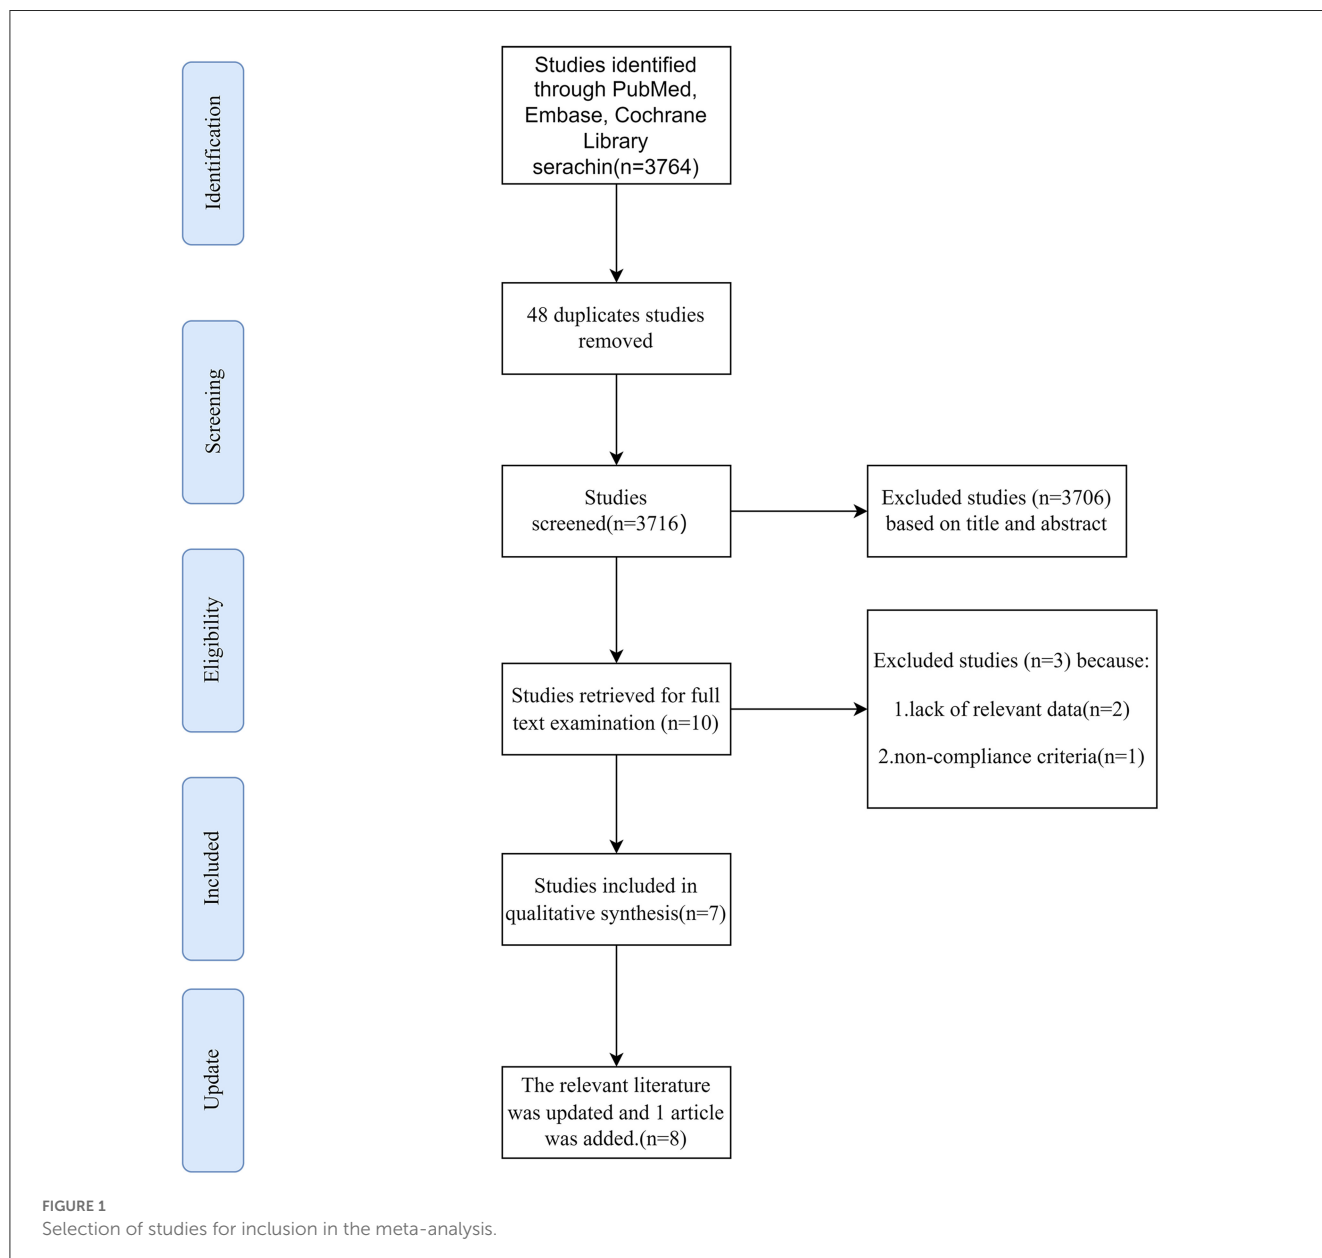 Identification
Studies identified
through PubMed,
Embase, Cochrane
Library
serachin(n=3764)
Screening
48 duplicates studies
removed
Studies
screened(n=3716)
Excluded studies (n=3706)
based on title and abstract
Eligibility
Studies retrieved for full
text examination (n=10)
Excluded studies (n=3) because:
1.lack of relevant data(n=2)
2.non-compliance criteria(n=1)
Included
Studies included in
qualitative synthesis(n=7)
Update
The relevant literature
was updated and 1 article
was added.(n=8)
FIGURE 1
Selection of studies for inclusion in the meta-analysis.